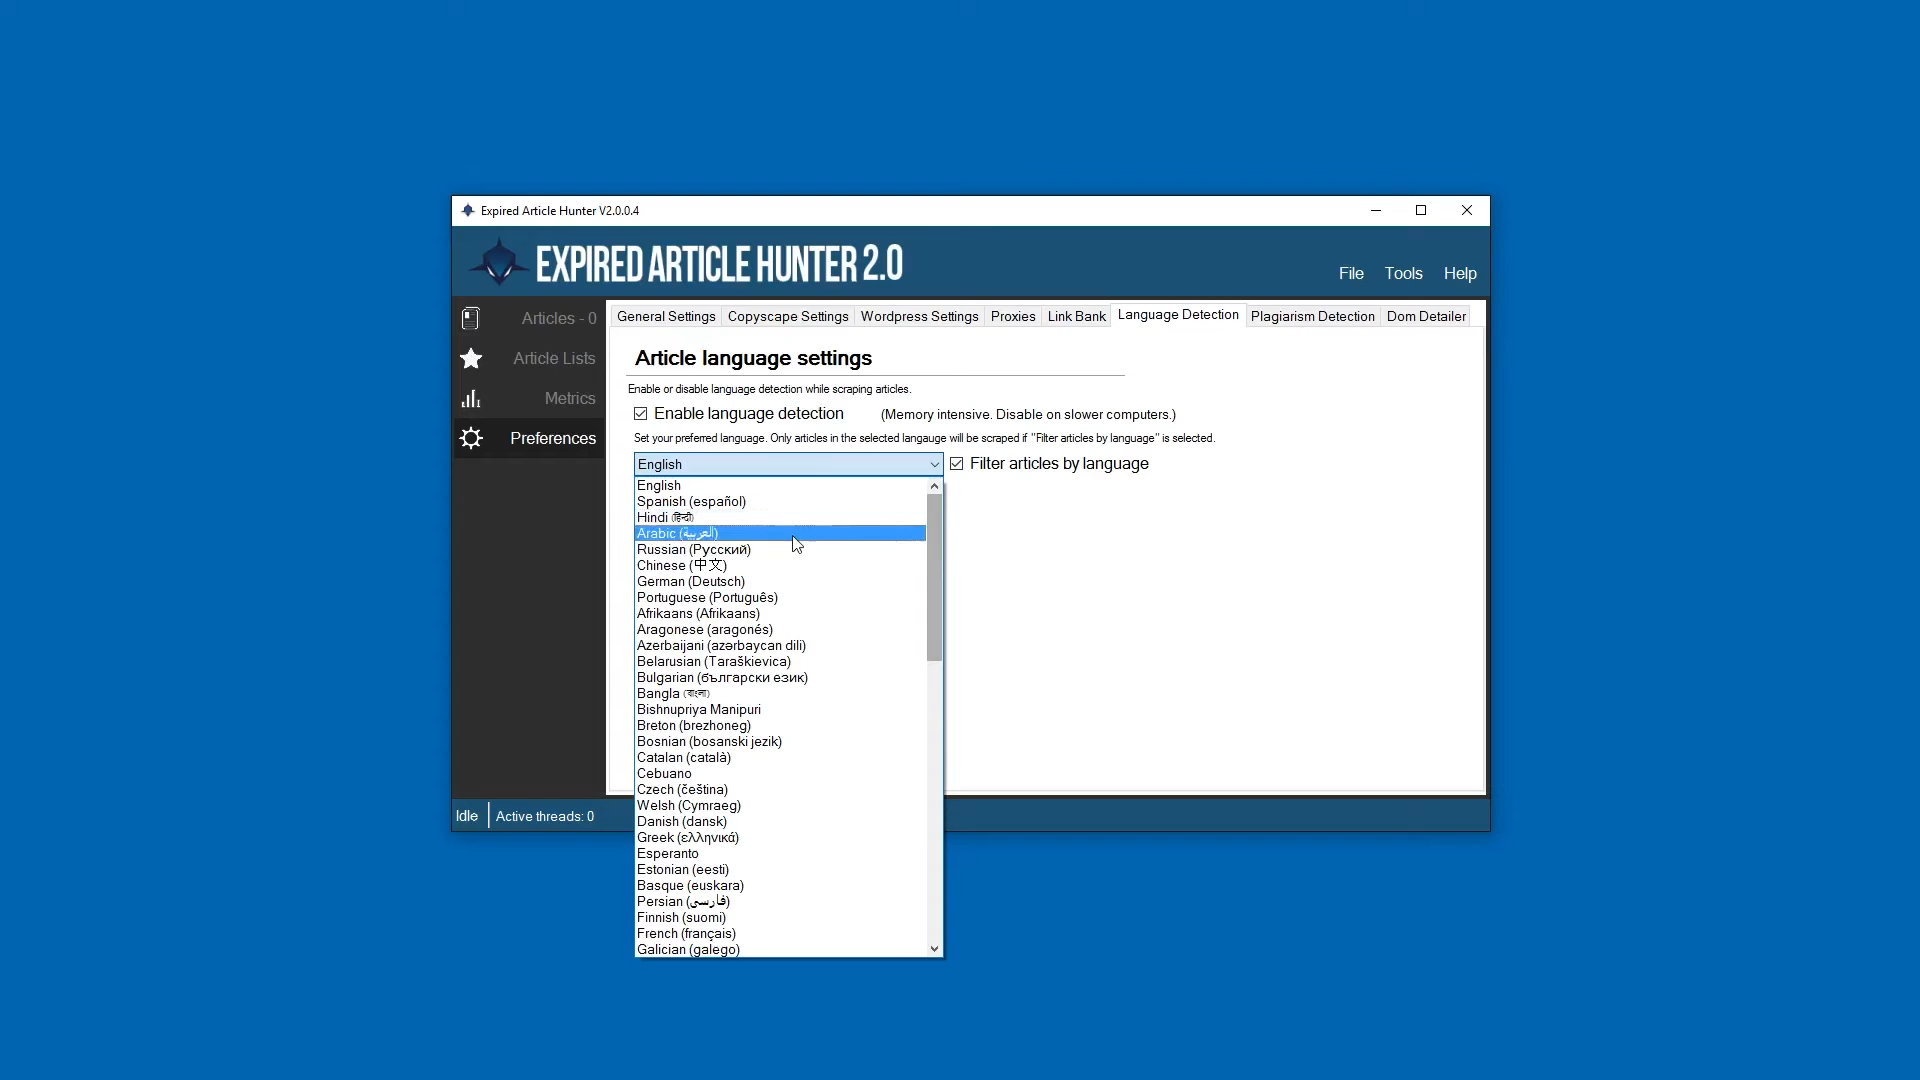 Expired Article Hunter V2.0.0.4
EXPIRED ARTICLE HUNTER 2.0
File Tools Help
Articles - 0
Article Lists
Metrics
Preferences
General Settings Copyscape Settings Wordpress Settings Proxies Link Bank Language Detection Plagiarism Detection Dom Detailer
Article language settings
Enable or disable language detection while scraping articles.
Enable language detection (Memory intensive. Disable on slower computers.)
Set your preferred language. Only articles in the selected langauge will be scraped if "Filter articles by language" is selected.
English Filter articles by language
English
Spanish (español)
Hindi (हिन्दी)
Arabic (العربية)
Russian (Русский)
Chinese (中文)
German (Deutsch)
Portuguese (Português)
Afrikaans (Afrikaans)
Aragonese (aragonés)
Azerbaijani (azərbaycan dili)
Belarusian (Taraškievica)
Bulgarian (български език)
Bangla (বাংলা)
Bishnupriya Manipuri
Breton (brezhoneg)
Bosnian (bosanski jezik)
Catalan (català)
Cebuano
Czech (čeština)
Welsh (Cymraeg)
Danish (dansk)
Greek (ελληνικά)
Esperanto
Estonian (eesti)
Basque (euskara)
Persian (فارسی)
Finnish (suomi)
French (français)
Galician (galego)
Idle Active threads: 0